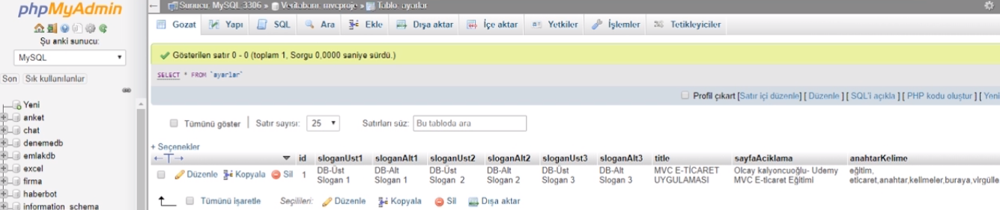 phpMyAdmin
Şu anki sunucu:
MySQL
Son Sık kullanılanlar
Yeni
anket
chat
denemedb
emlakdb
excel
firma
haberbot
information_schema
Sunucu: MySQL:3306 » Veritabanı: mvcproje » Tablo: ayarlar
Gozat Yapı SQL Ara Ekle Dışa aktar İçe aktar Yetkiler İşlemler Tetikleyiciler
Gösterilen satır 0 - 0 (toplam 1, Sorgu 0,0000 saniye sürdü.)
SELECT * FROM `ayarlar`
Profil çıkart [Satır içi düzenle] [ Düzenle ] [ SQL'i açıkla ] [ PHP kodu oluştur ] [ Yeni
Tümünü göster | Satır sayısı: 25 Satırları süz: Bu tabloda ara
+ Seçenekler
←T→ id sloganUst1 sloganAlt1 sloganUst2 sloganAlt2 sloganUst3 sloganAlt3 title sayfaAciklama anahtarKelime
Düzenle Kopyala Sil 1 DB-Üst Slogan 1 DB-Alt Slogan 1 DB-Üst Slogan 2 DB-Alt Slogan 2 DB-Üst Slogan 3 DB-Alt Slogan 3 MVC E-TİCARET UYGULAMASI Olcay kalyoncuoğlu- Udemy MVC E-ticaret Eğitimi eğitim, eticaret,anahtar,kelimeler,buraya,virgülle
Tümünü işaretle Seçilileri: Düzenle Kopyala Sil Dışa aktar